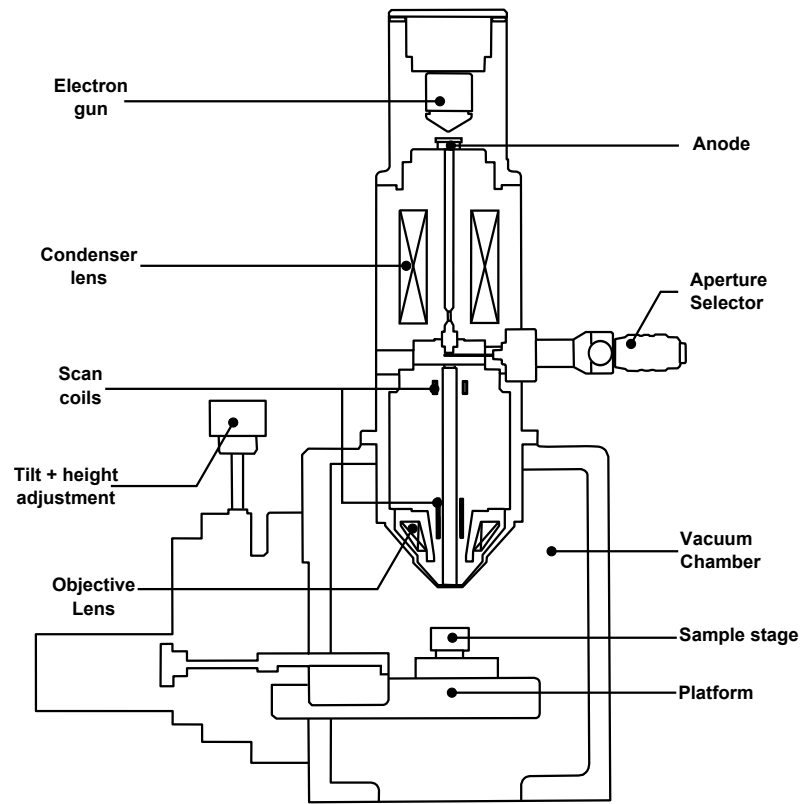 Electron
gun
Anode
Condenser
lens
Aperture
Selector
Scan
coils
Tilt + height
adjustment
Vacuum
Chamber
Objective
Lens
Sample stage
Platform